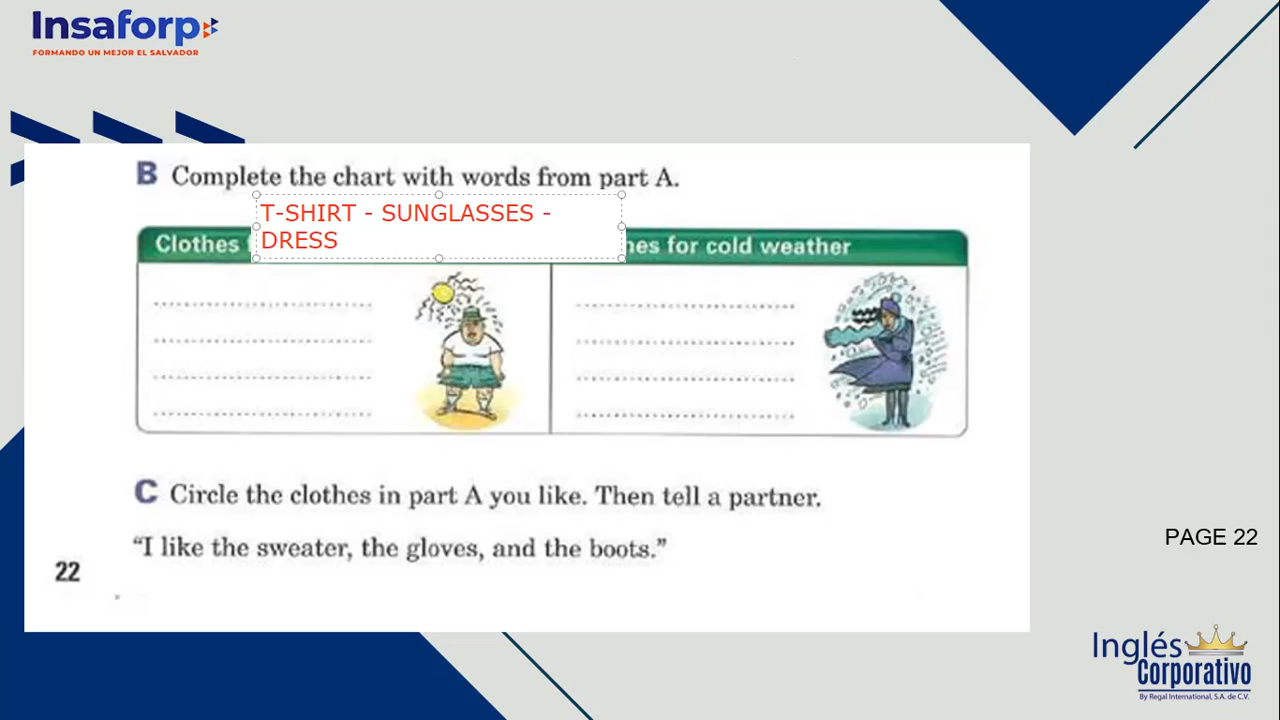 Insaforp
FORMANDO UN MEJOR EL SALVADOR
B Complete the chart with words from part A.
T-SHIRT - SUNGLASSES -
DRESS
Clothes
hes for cold weather
C Circle the clothes in part A you like. Then tell a partner.
“I like the sweater, the gloves, and the boots.”
PAGE 22
22
Inglés
Corporativo
By Regal International, S.A. de C.V.